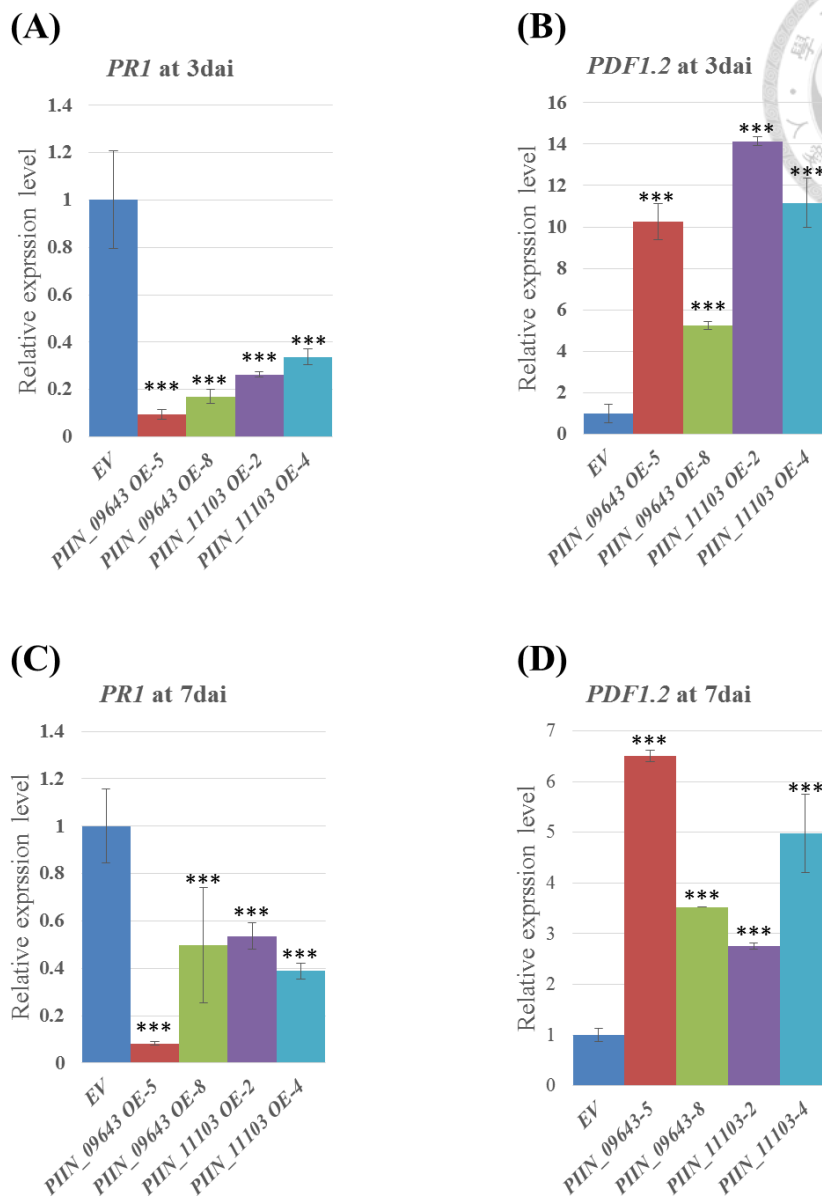 (A)
PR1 at 3dai
Relative exprssion level
1.4
1.2
1
0.8
0.6
0.4
0.2
0
***
***
***
***
EV
PIIN_09643 OE-5
PIIN_09643 OE-8
PIIN_11103 OE-2
PIIN_11103 OE-4
(B)
PDF1.2 at 3dai
Relative exprssion level
16
14
12
10
8
6
4
2
0
***
***
***
***
EV
PIIN_09643 OE-5
PIIN_09643 OE-8
PIIN_11103 OE-2
PIIN_11103 OE-4
(C)
PR1 at 7dai
Relative exprssion level
1.4
1.2
1
0.8
0.6
0.4
0.2
0
***
***
***
***
EV
PIIN_09643 OE-5
PIIN_09643 OE-8
PIIN_11103 OE-2
PIIN_11103 OE-4
(D)
PDF1.2 at 7dai
Relative exprssion level
7
6
5
4
3
2
1
0
***
***
***
***
EV
PIIN_09643-5
PIIN_09643-8
PIIN_11103-2
PIIN_11103-4